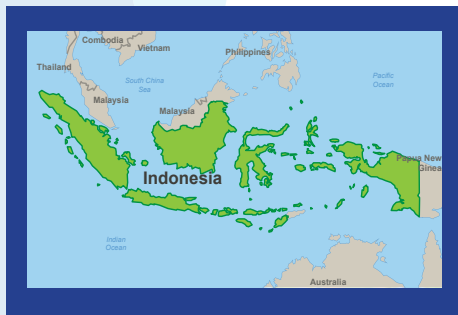 Cambodia
Vietnam
Philippines
Thailand
South China
Sea
Pacific
Ocean
Malaysia
Malaysia
Papua New
Ginea
Indonesia
Indian
Ocean
Australia